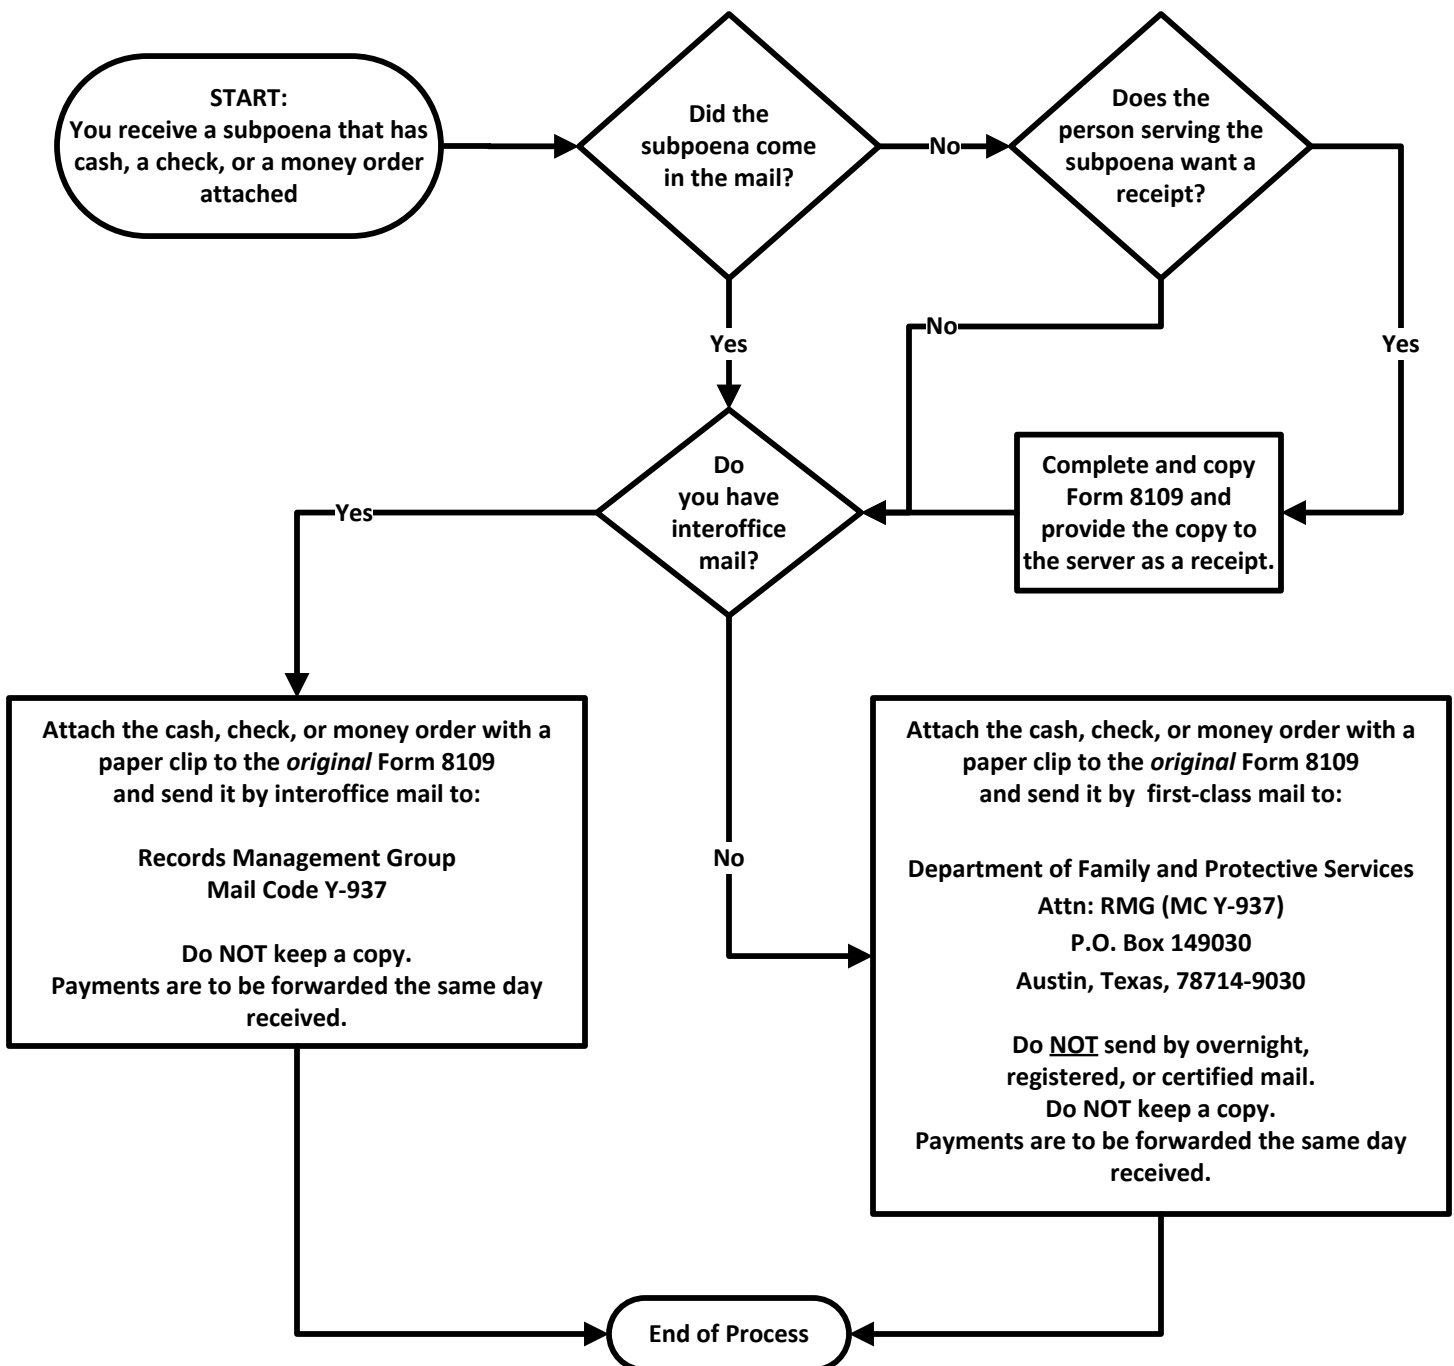 START:
You receive a subpoena that has
cash, a check, or a money order
attached
Did the
subpoena come
in the mail?
No
Does the
person serving the
subpoena want a
receipt?
No
Yes
Yes
Complete and copy
Form 8109 and
provide the copy to
the server as a receipt.
Do
you have
interoffice
mail?
Yes
No
Attach the cash, check, or money order with a
paper clip to the original Form 8109
and send it by interoffice mail to:
Records Management Group
Mail Code Y-937
Do NOT keep a copy.
Payments are to be forwarded the same day
received.
Attach the cash, check, or money order with a
paper clip to the original Form 8109
and send it by  first-class mail to:
Department of Family and Protective Services
Attn: RMG (MC Y-937)
P.O. Box 149030
Austin, Texas, 78714-9030
Do NOT send by overnight,
registered, or certified mail.
Do NOT keep a copy.
Payments are to be forwarded the same day
received.
End of Process